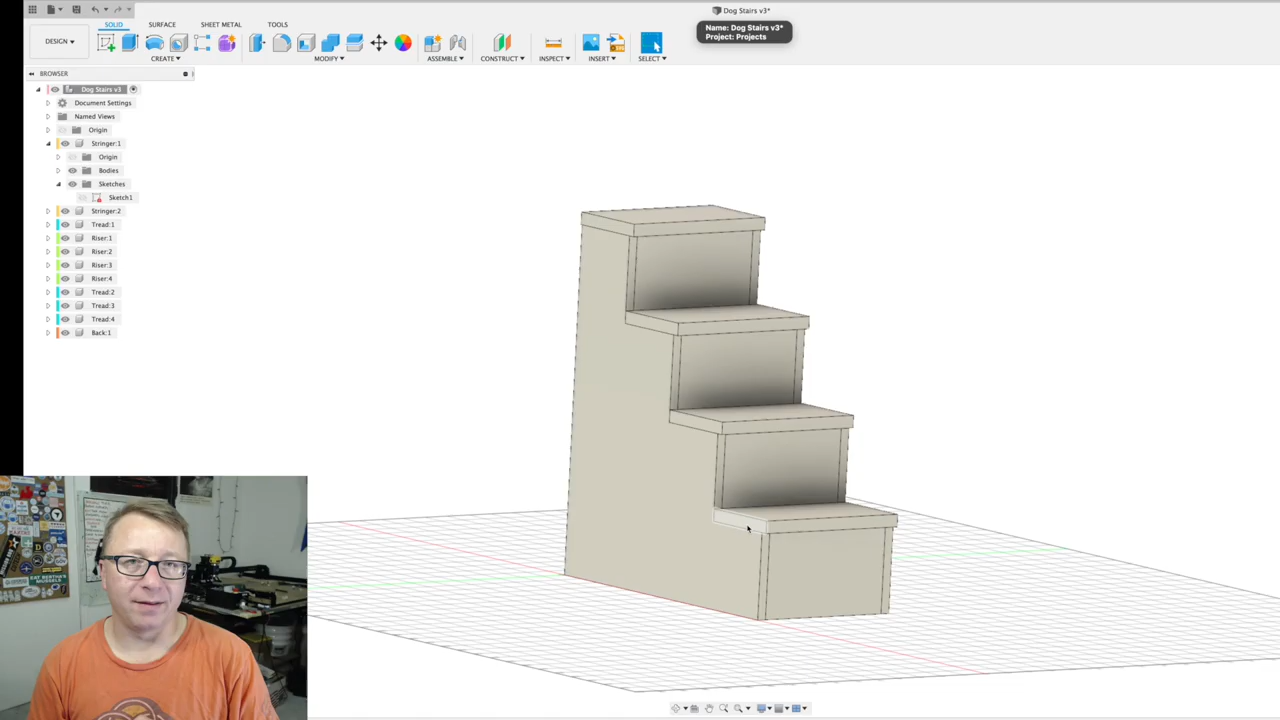 Dog Stairs v3*
Name: Dog Stairs v3*
Project: Projects
SOLID SURFACE SHEET METAL TOOLS
DESIGN
CREATE MODIFY ASSEMBLE CONSTRUCT INSPECT INSERT SELECT
BROWSER
Dog Stairs v3
Document Settings
Named Views
Origin
Stringer:1
Origin
Bodies
Sketches
Sketch1
Stringer:2
Tread:1
Riser:1
Riser:2
Riser:3
Riser:4
Tread:2
Tread:3
Tread:4
Back:1
EAT BERTHA'S
MUSSELS